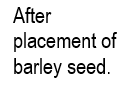 After
placement of
barley seed.